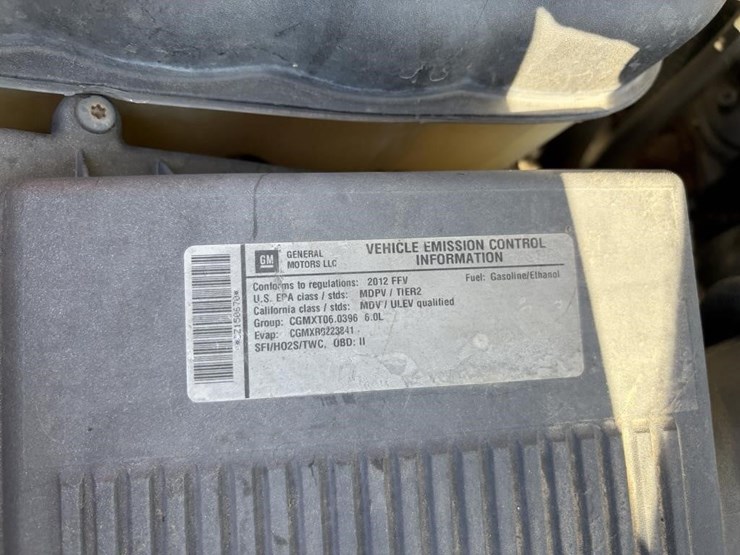 GM
GENERAL
MOTORS LLC
VEHICLE EMISSION CONTROL
INFORMATION
Conforms to regulations: 2012 FFV
Fuel: Gasoline/Ethanol
U.S. EPA class / stds: MDPV / TIER2
California class / stds: MDV / ULEV qualified
Group: CGMXT06.0396 6.0L
Evap: CGMXR0223841
SFI/HO2S/TWC, OBD: II